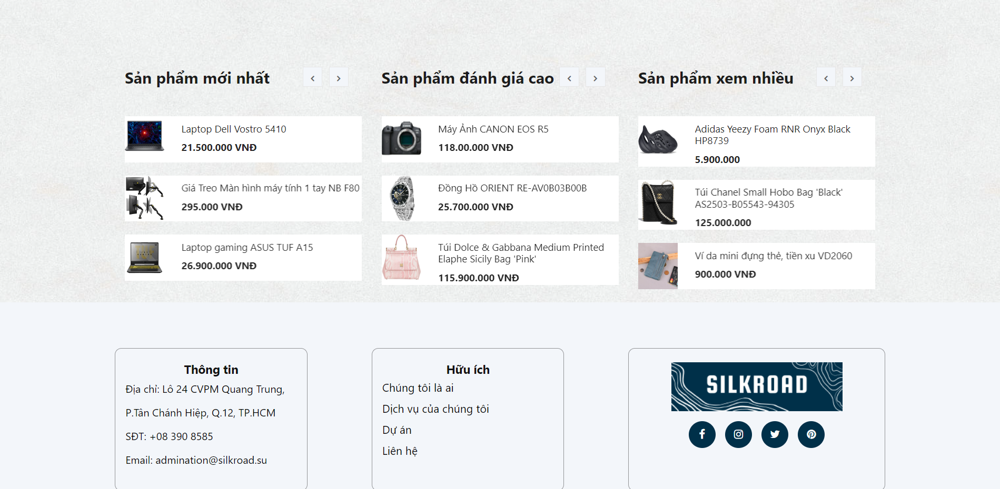 Sản phẩm mới nhất
Laptop Dell Vostro 5410
21.500.000 VNĐ
Giá Treo Màn hình máy tính 1 tay NB F80
295.000 VNĐ
Laptop gaming ASUS TUF A15
26.900.000 VNĐ
Sản phẩm đánh giá cao
Máy Ảnh CANON EOS R5
118.00.000 VNĐ
Đồng Hồ ORIENT RE-AV0B03B00B
25.700.000 VNĐ
Túi Dolce & Gabbana Medium Printed
Elaphe Sicily Bag 'Pink'
115.900.000 VNĐ
Sản phẩm xem nhiều
Adidas Yeezy Foam RNR Onyx Black
HP8739
5.900.000
Túi Chanel Small Hobo Bag 'Black'
AS2503-B05543-94305
125.000.000
Ví da mini đựng thẻ, tiền xu VD2060
900.000 VNĐ
Thông tin
Địa chỉ: Lô 24 CVPM Quang Trung,
P.Tân Chánh Hiệp, Q.12, TP.HCM
SĐT: +08 390 8585
Email: admination@silkroad.su
Hữu ích
Chúng tôi là ai
Dịch vụ của chúng tôi
Dự án
Liên hệ
SILKROAD